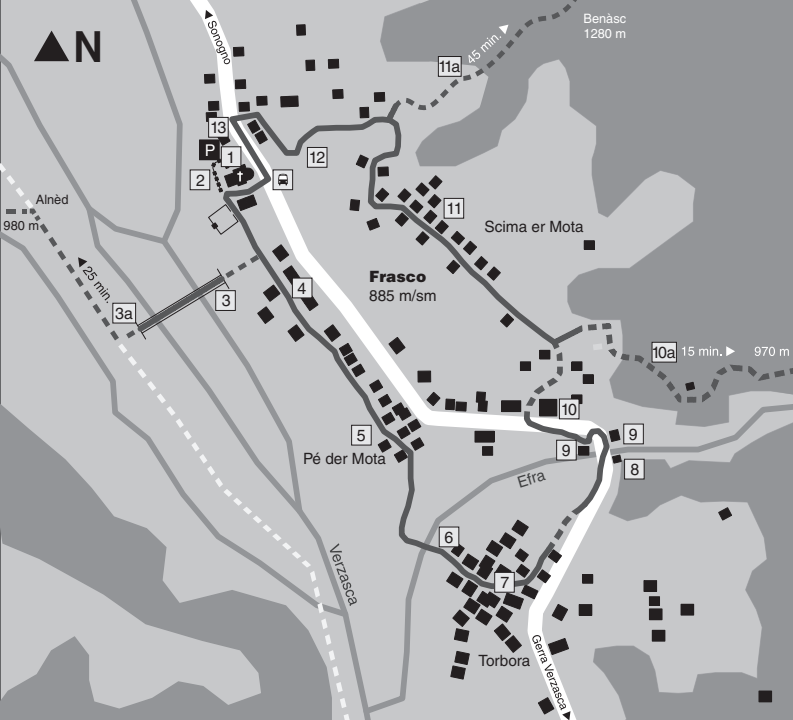 N
Sonogno
Benàsc
1280 m
45 min.
11a
13
P
1
12
2
Alnèd
980 m
25 min.
11
Scima er Mota
Frasco
885 m/sm
4
3
3a
10a
15 min.
970 m
10
9
9
8
5
Pé der Mota
Efra
6
7
Verzasca
Torbora
Gerra Verzasca